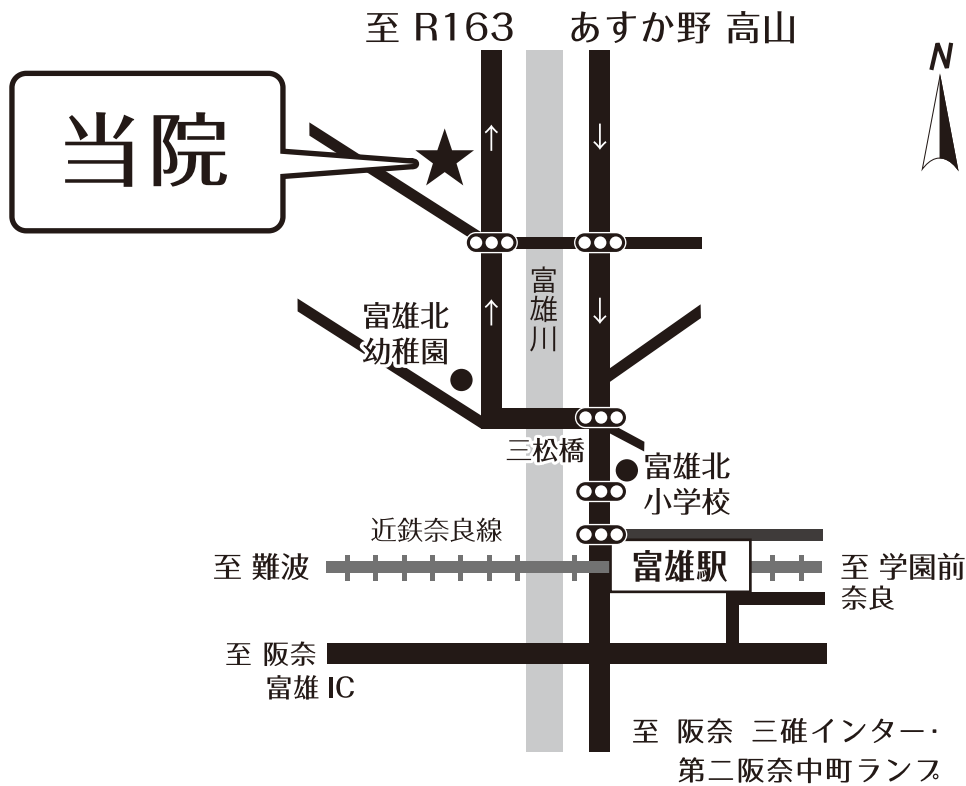 至 R163
あすか野 高山
N
当院
富雄川
富雄北
幼稚園
三松橋
富雄北
小学校
近鉄奈良線
至 難波
富雄駅
至 学園前
奈良
至 阪奈
富雄 IC
至 阪奈 三碓インター・
第二阪奈中町ランプ